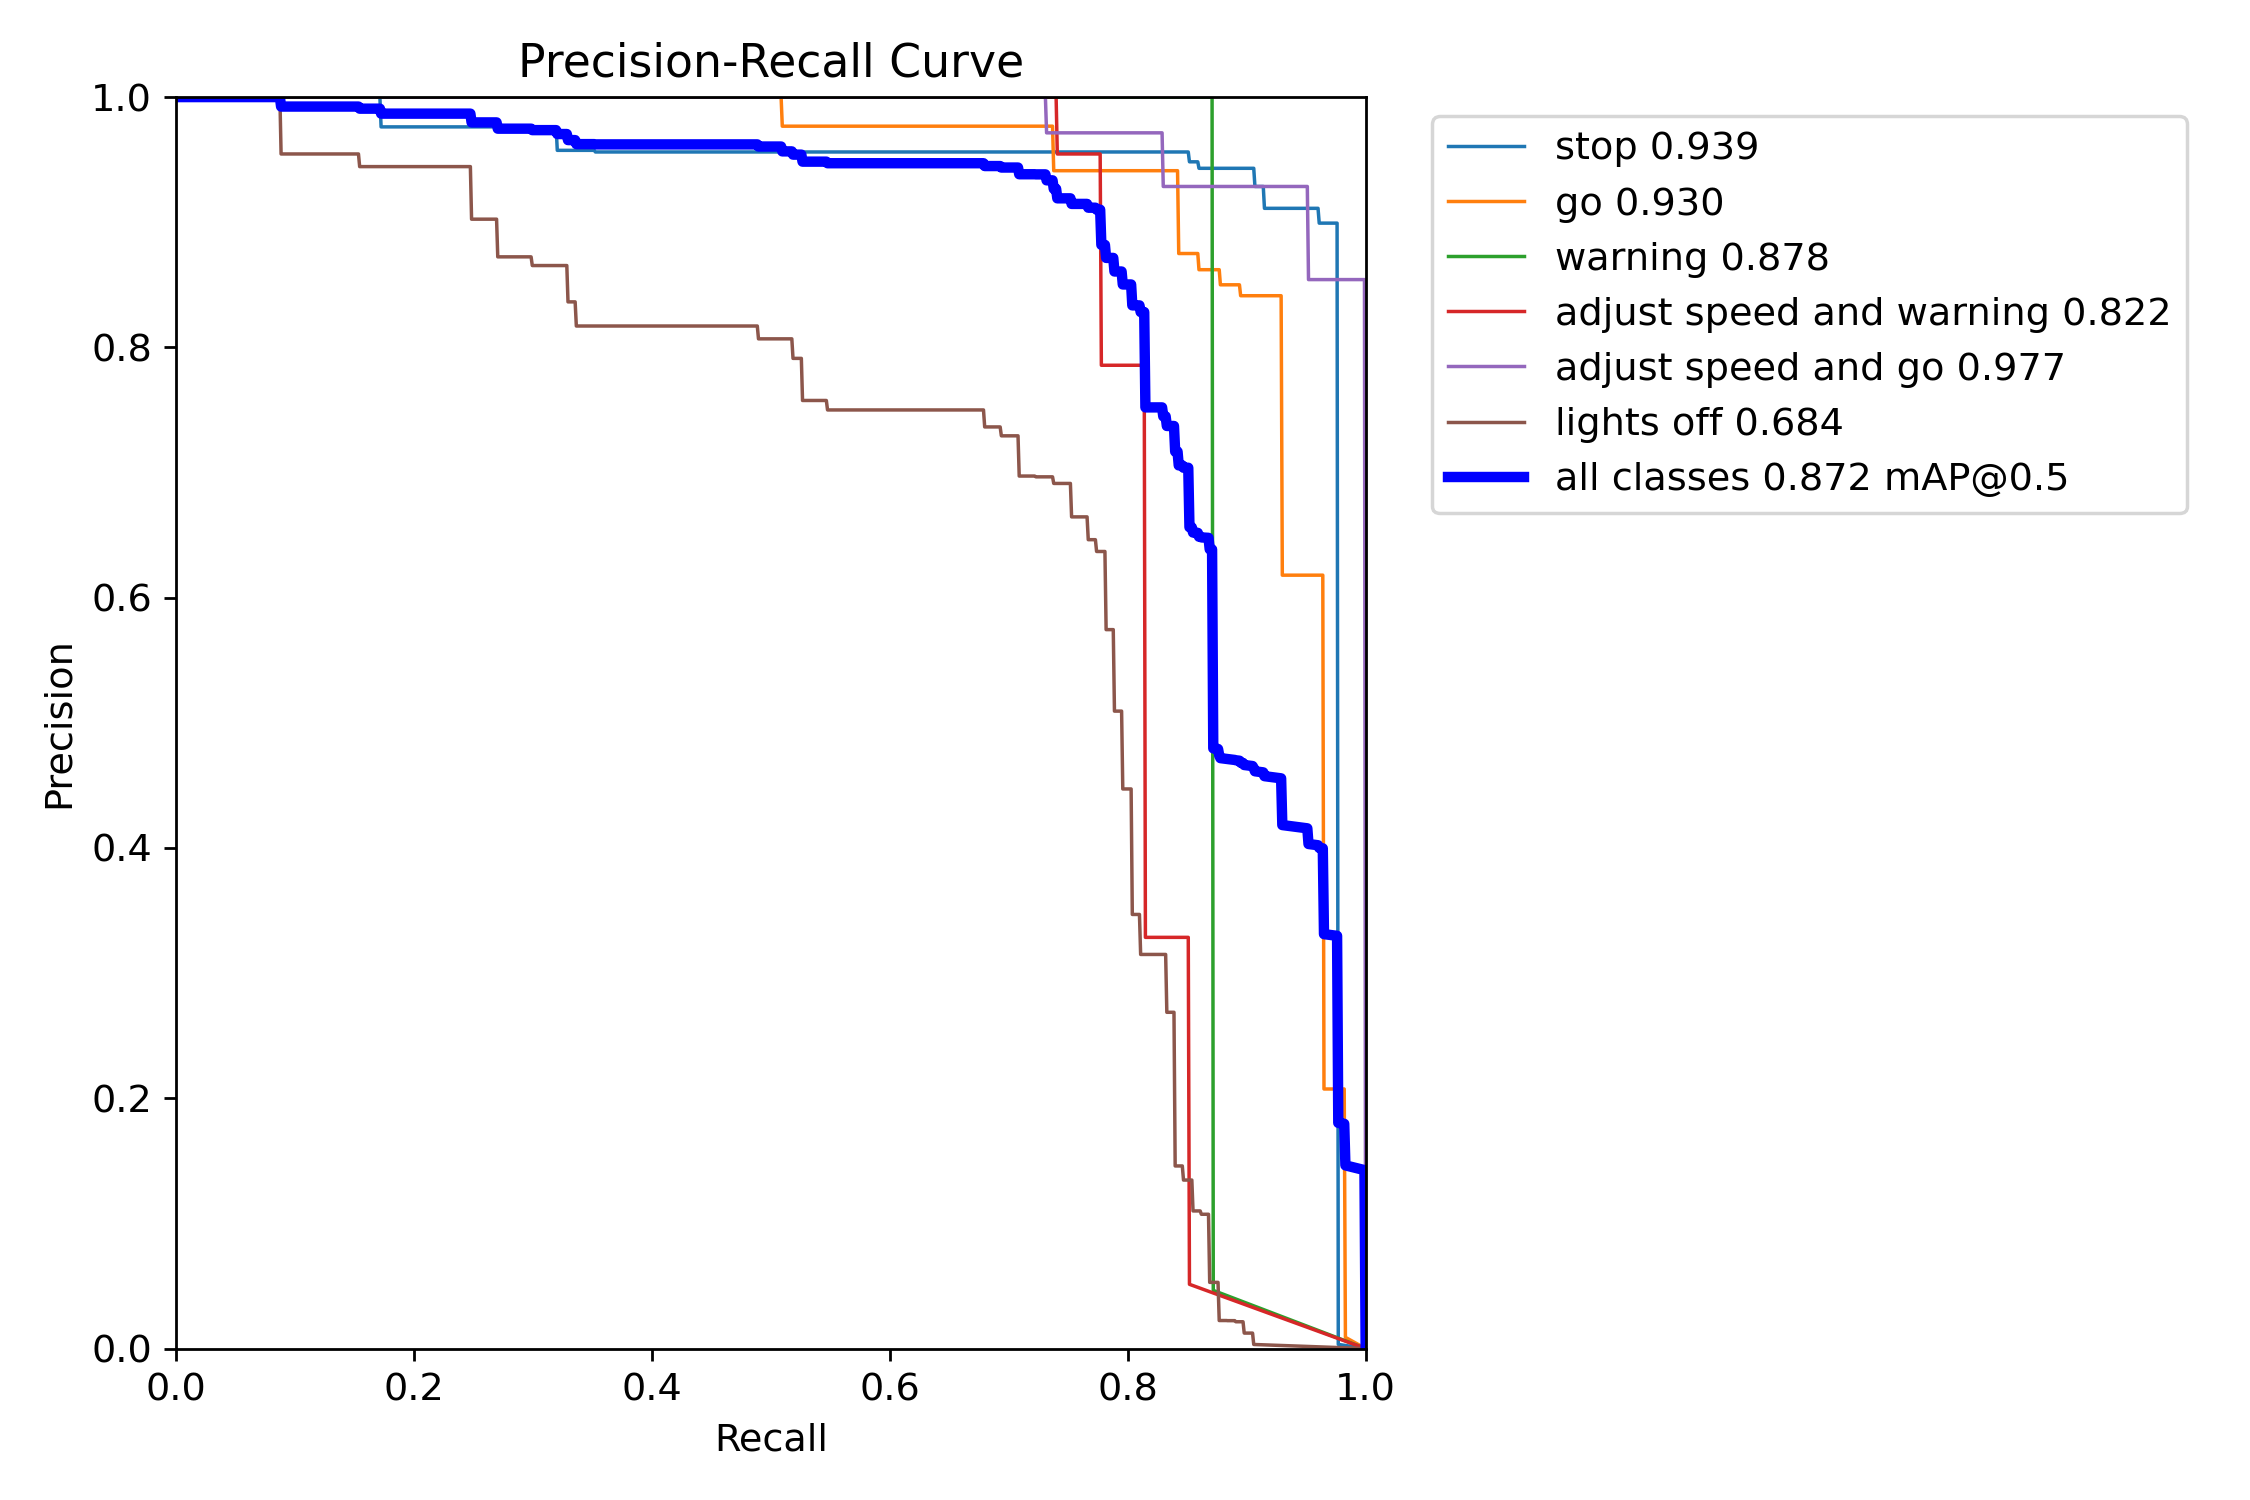 Precision-Recall Curve
1.0
0.8
0.6
0.4
0.2
0.0
Precision
0.0 0.2 0.4 0.6 0.8 1.0
Recall
stop 0.939
go 0.930
warning 0.878
adjust speed and warning 0.822
adjust speed and go 0.977
lights off 0.684
all classes 0.872 mAP@0.5